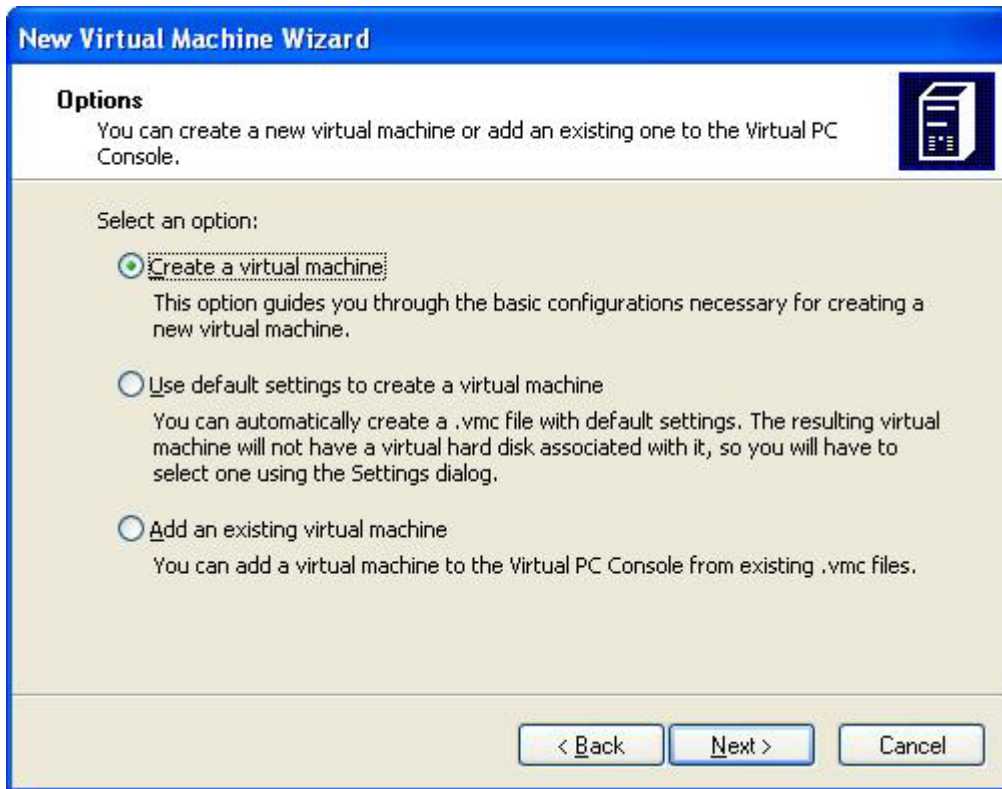 New Virtual Machine Wizard
Options
You can create a new virtual machine or add an existing one to the Virtual PC
Console.
Select an option:
Create a virtual machine
This option guides you through the basic configurations necessary for creating a
new virtual machine.
Use default settings to create a virtual machine
You can automatically create a .vmc file with default settings. The resulting virtual
machine will not have a virtual hard disk associated with it, so you will have to
select one using the Settings dialog.
Add an existing virtual machine
You can add a virtual machine to the Virtual PC Console from existing .vmc files.
< Back Next > Cancel